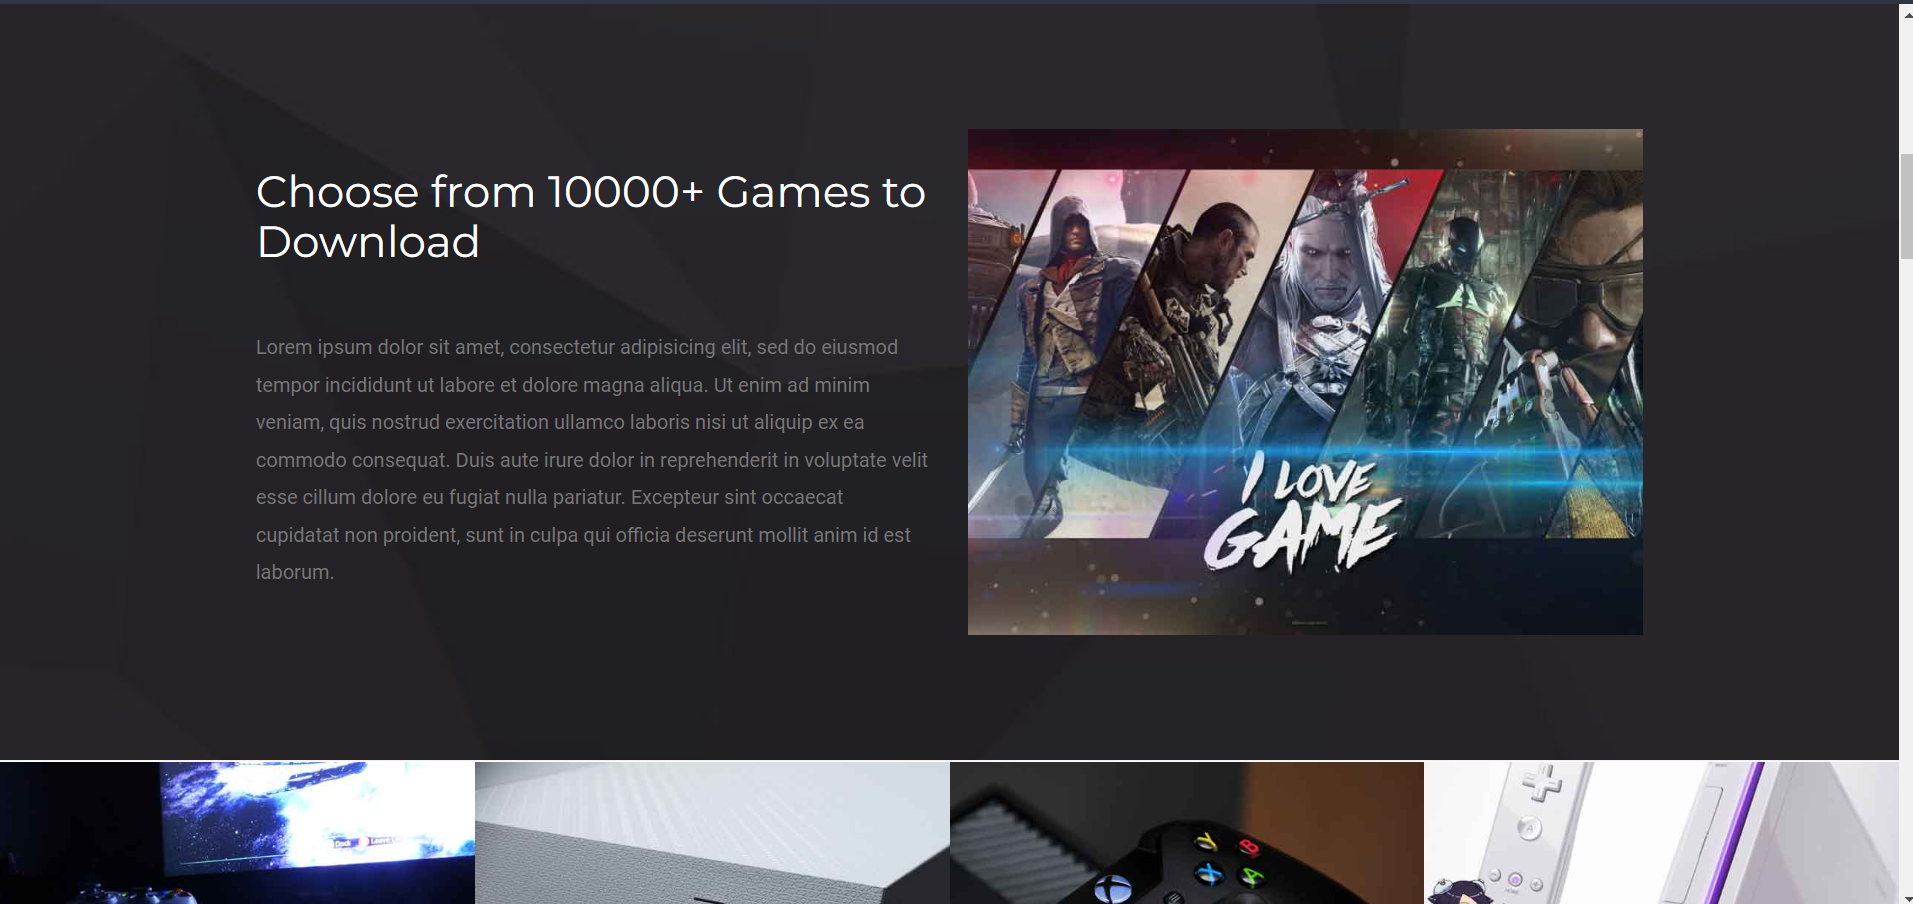 Choose from 10000+ Games to
Download
Lorem ipsum dolor sit amet, consectetur adipisicing elit, sed do eiusmod
tempor incididunt ut labore et dolore magna aliqua. Ut enim ad minim
veniam, quis nostrud exercitation ullamco laboris nisi ut aliquip ex ea
commodo consequat. Duis aute irure dolor in reprehenderit in voluptate velit
esse cillum dolore eu fugiat nulla pariatur. Excepteur sint occaecat
cupidatat non proident, sunt in culpa qui officia deserunt mollit anim id est
laborum.
I LOVE
GAME
Dock
Y
B
X
A
A
HOME